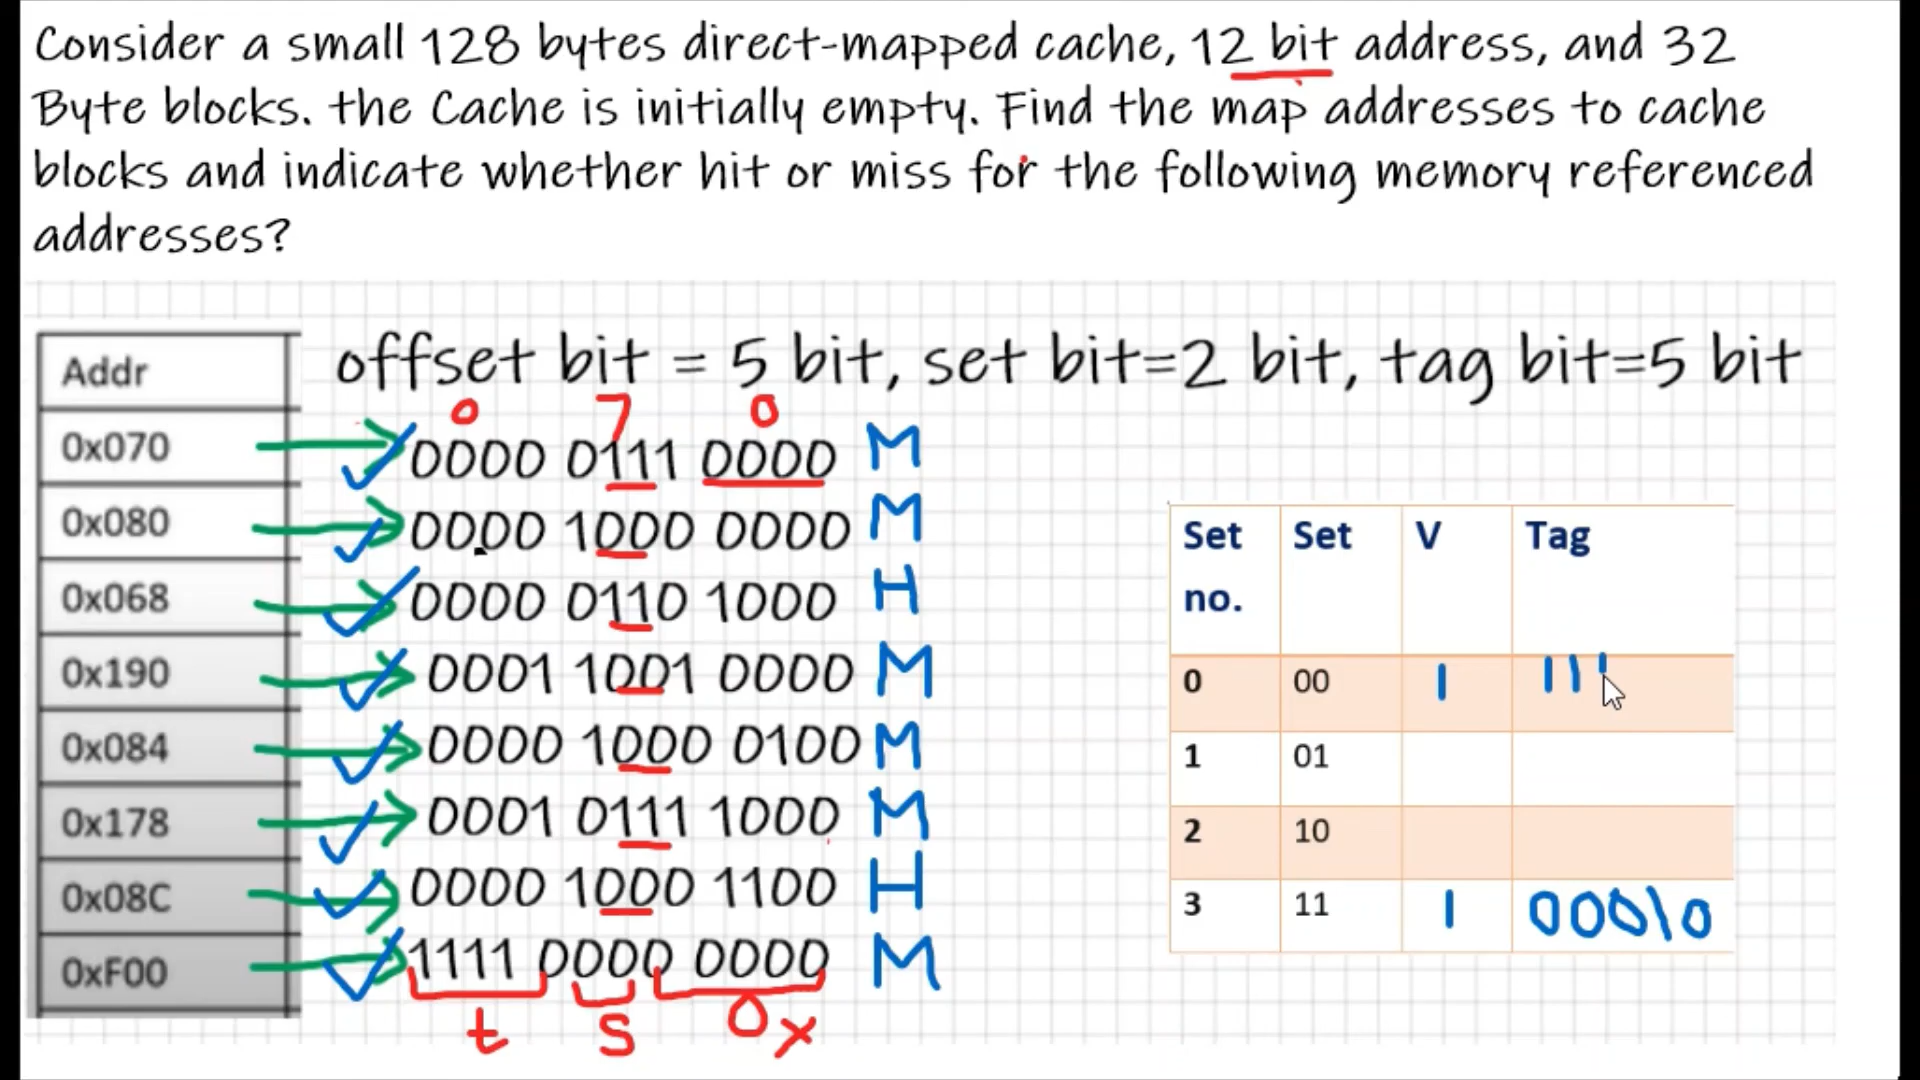 Consider a small 128 bytes direct-mapped cache, 12 bit address, and 32
Byte blocks. the Cache is initially empty. Find the map addresses to cache
blocks and indicate whether hit or miss for the following memory referenced
addresses?
offset bit = 5 bit, set bit=2 bit, tag bit=5 bit
Addr
0 7 0
0x070 0000 0111 0000 M
0x080 0000 1000 0000 M
0x068 0000 0110 1000 H
0x190 0001 1001 0000 M
0x084 0000 1000 0100 M
0x178 0001 0111 1000 M
0x08C 0000 1000 1100 H
0xF00 1111 0000 0000 M
t S Ox
Set no. Set V Tag
0 00 1 111
1 01
2 10
3 11 1 00010